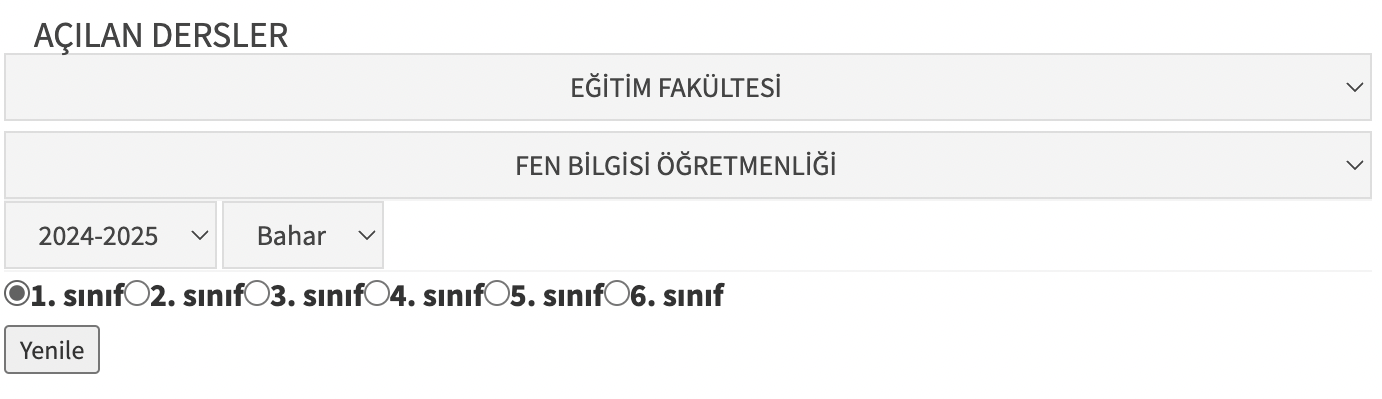 AÇILAN DERSLER
EĞİTİM FAKÜLTESİ
FEN BİLGİSİ ÖĞRETMENLİĞİ
2024-2025 Bahar
1. sınıf 2. sınıf 3. sınıf 4. sınıf 5. sınıf 6. sınıf
Yenile